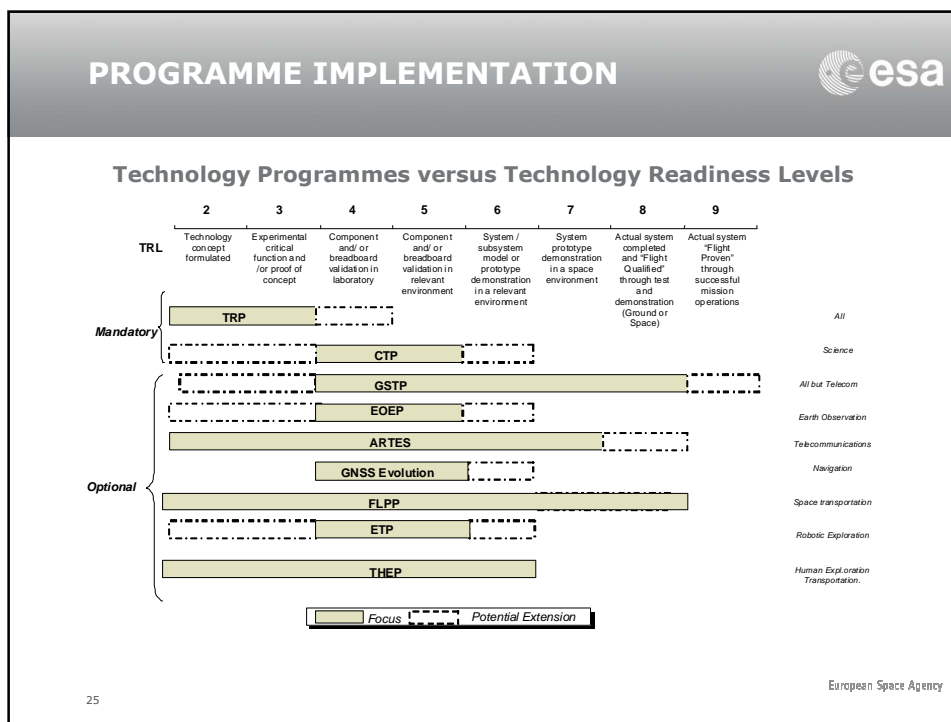 PROGRAMME IMPLEMENTATION
esa
Technology Programmes versus Technology Readiness Levels
2 3 4 5 6 7 8 9
TRL
Technology
concept
formulated
Experimental
critical
function and
/or proof of
concept
Component
and/ or
breadboard
validation in
laboratory
Component
and/ or
breadboard
validation in
relevant
environment
System /
subsystem
model or
prototype
demonstration
in a relevant
environment
System
prototype
demonstration
in a space
environment
Actual system
completed
and "Flight
Qualified"
through test
and
demonstration
(Ground or
Space)
Actual system
"Flight
Proven"
through
successful
mission
operations
Mandatory
TRP
All
CTP
Science
Optional
GSTP
All but Telecom
EOEP
Earth Observation
ARTES
Telecommunications
GNSS Evolution
Navigation
FLPP
Space transportation
ETP
Robotic Exploration
THEP
Human Expl.oration
Transportation.
Focus
Potential Extension
25
European Space Agency